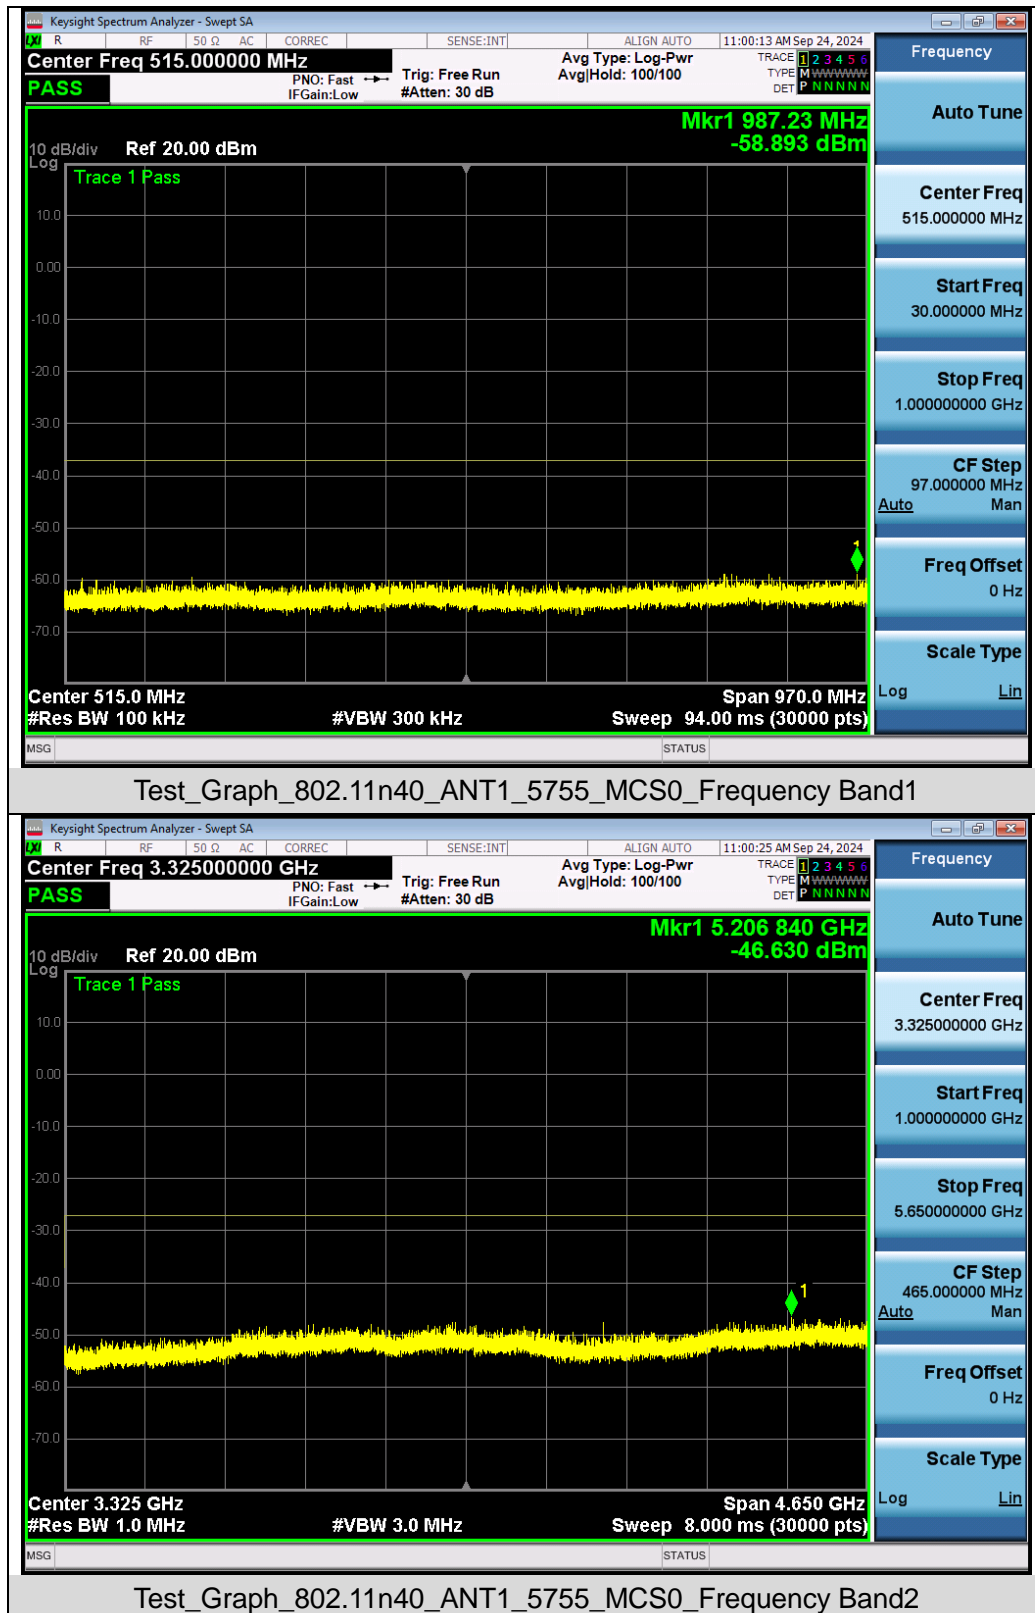 Keysight Spectrum Analyzer - Swept SA
LXI R RF 50 Ω AC CORREC SENSE:INT ALIGN AUTO 11:00:13 AM Sep 24, 2024
Center Freq 515.000000 MHz
PASS
PNO: Fast
IFGain:Low
Trig: Free Run
#Atten: 30 dB
Avg Type: Log-Pwr
Avg|Hold: 100/100
TRACE 1 2 3 4 5 6
TYPE M W W W W W
DET P N N N N N
Mkr1 987.23 MHz
-58.893 dBm
10 dB/div Ref 20.00 dBm
Log
Trace 1 Pass
10.0
0.00
-10.0
-20.0
-30.0
-40.0
-50.0
-60.0
-70.0
1
Center 515.0 MHz Span 970.0 MHz
#Res BW 100 kHz #VBW 300 kHz Sweep 94.00 ms (30000 pts)
MSG STATUS
Frequency
Auto Tune
Center Freq
515.000000 MHz
Start Freq
30.000000 MHz
Stop Freq
1.000000000 GHz
CF Step
97.000000 MHz
Auto Man
Freq Offset
0 Hz
Scale Type
Log Lin
Test_Graph_802.11n40_ANT1_5755_MCS0_Frequency Band1
Keysight Spectrum Analyzer - Swept SA
LXI R RF 50 Ω AC CORREC SENSE:INT ALIGN AUTO 11:00:25 AM Sep 24, 2024
Center Freq 3.325000000 GHz
PASS
PNO: Fast
IFGain:Low
Trig: Free Run
#Atten: 30 dB
Avg Type: Log-Pwr
Avg|Hold: 100/100
TRACE 1 2 3 4 5 6
TYPE M W W W W W
DET P N N N N N
Mkr1 5.206 840 GHz
-46.630 dBm
10 dB/div Ref 20.00 dBm
Log
Trace 1 Pass
10.0
0.00
-10.0
-20.0
-30.0
-40.0
-50.0
-60.0
-70.0
1
Center 3.325 GHz Span 4.650 GHz
#Res BW 1.0 MHz #VBW 3.0 MHz Sweep 8.000 ms (30000 pts)
MSG STATUS
Frequency
Auto Tune
Center Freq
3.325000000 GHz
Start Freq
1.000000000 GHz
Stop Freq
5.650000000 GHz
CF Step
465.000000 MHz
Auto Man
Freq Offset
0 Hz
Scale Type
Log Lin
Test_Graph_802.11n40_ANT1_5755_MCS0_Frequency Band2